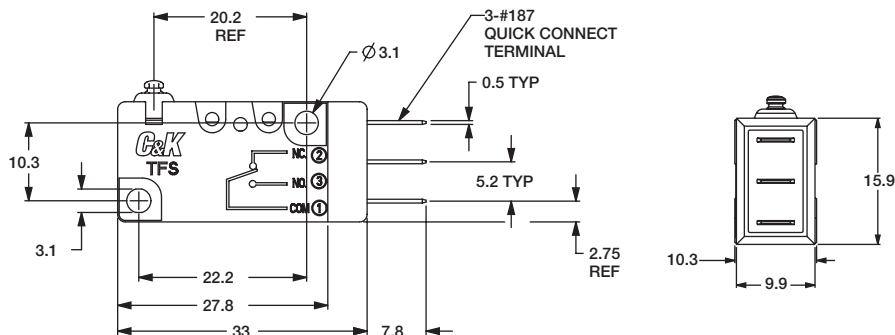 20.2
REF
Ø3.1
3-#187
QUICK CONNECT
TERMINAL
0.5 TYP
10.3
C&K
TFS
NC. ②
NO. ③
COM ①
5.2 TYP
3.1
2.75
REF
22.2
27.8
33
7.8
15.9
10.3
9.9